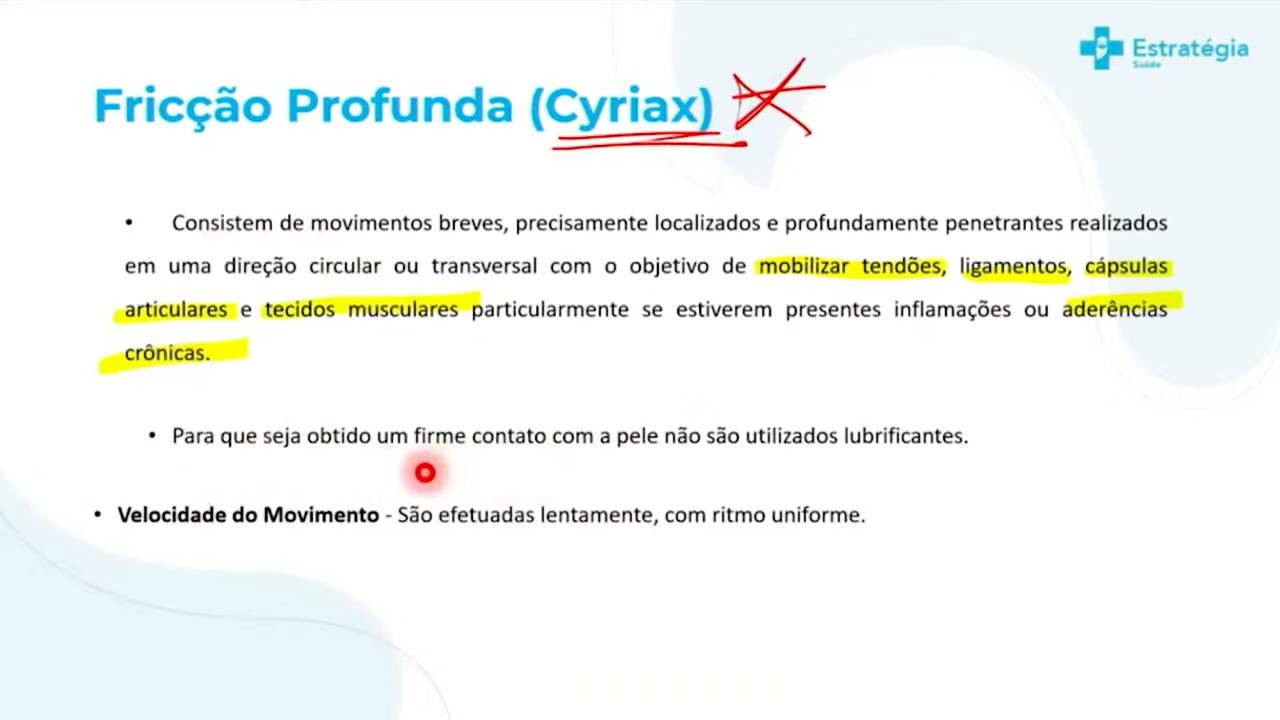 Estratégia
Saúde
Fricção Profunda (Cyriax)
• Consistem de movimentos breves, precisamente localizados e profundamente penetrantes realizados
em uma direção circular ou transversal com o objetivo de mobilizar tendões, ligamentos, cápsulas
articulares e tecidos musculares particularmente se estiverem presentes inflamações ou aderências
crônicas.
• Para que seja obtido um firme contato com a pele não são utilizados lubrificantes.
• Velocidade do Movimento - São efetuadas lentamente, com ritmo uniforme.